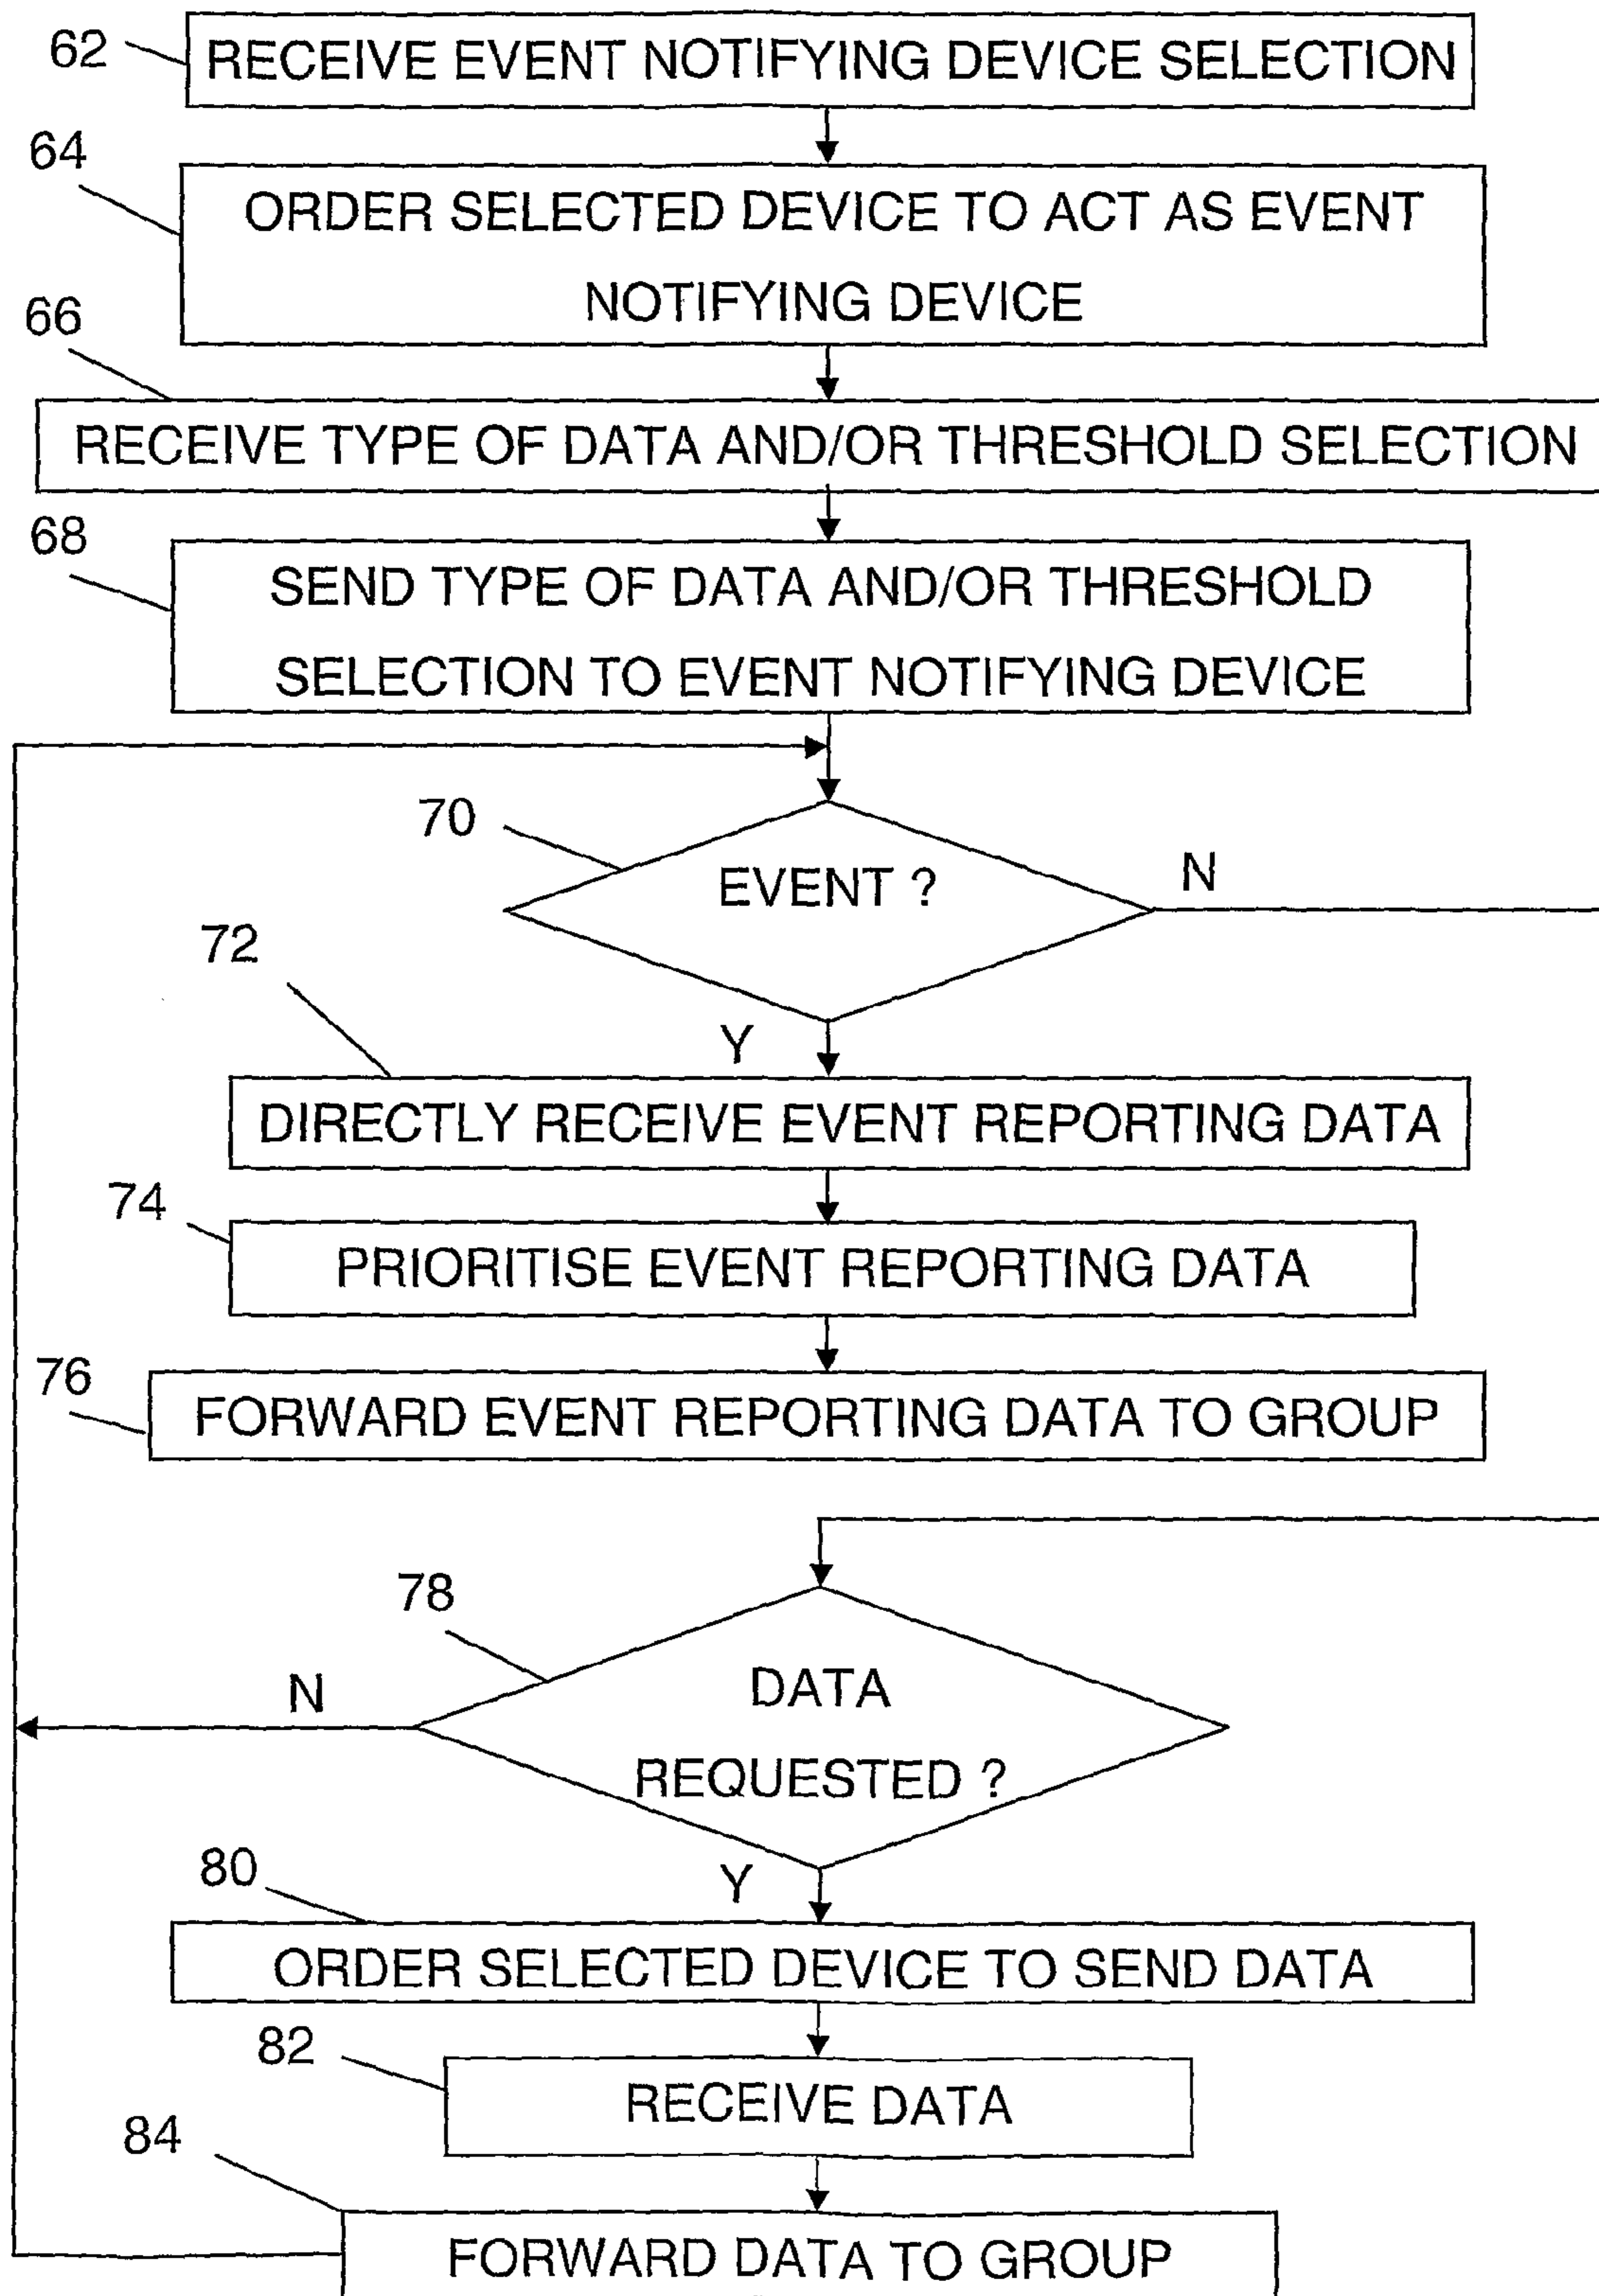 62
RECEIVE EVENT NOTIFYING DEVICE SELECTION
64
ORDER SELECTED DEVICE TO ACT AS EVENT
NOTIFYING DEVICE
66
RECEIVE TYPE OF DATA AND/OR THRESHOLD SELECTION
68
SEND TYPE OF DATA AND/OR THRESHOLD
SELECTION TO EVENT NOTIFYING DEVICE
70
EVENT ?
N
72
Y
DIRECTLY RECEIVE EVENT REPORTING DATA
74
PRIORITISE EVENT REPORTING DATA
76
FORWARD EVENT REPORTING DATA TO GROUP
78
N
DATA
REQUESTED ?
80
Y
ORDER SELECTED DEVICE TO SEND DATA
82
RECEIVE DATA
84
FORWARD DATA TO GROUP